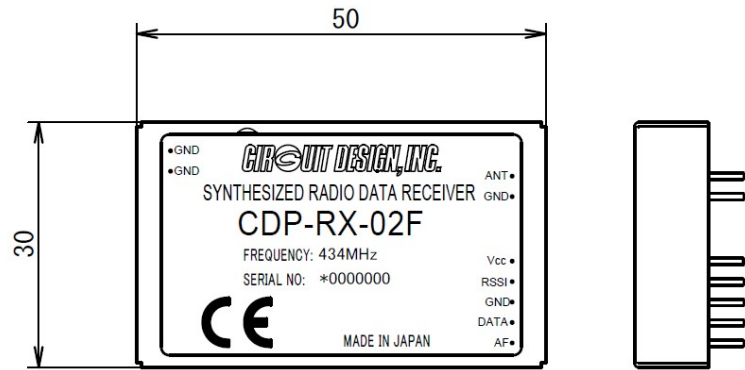 50
30
•GND
•GND
CIRCUIT DESIGN, INC.
ANT•
SYNTHESIZED RADIO DATA RECEIVER
GND•
CDP-RX-02F
FREQUENCY: 434MHz
SERIAL NO: *0000000
Vcc•
RSSI•
GND•
DATA•
AF•
CE
MADE IN JAPAN